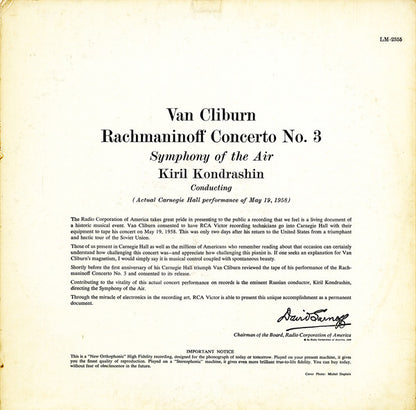 LM-2355
Van Cliburn
Rachmaninoff Concerto No. 3
Symphony of the Air
Kiril Kondrashin
Conducting
(Actual Carnegie Hall performance of May 19, 1958)
The Radio Corporation of America takes great pride in presenting to the public a recording that we feel is a living document of
a historic musical event. Van Cliburn consented to have RCA Victor recording technicians go into Carnegie Hall with their
equipment to tape his concert on May 19, 1958. This was only two days after his return to the United States from a triumphant
and hectic tour of the Soviet Union.
Those of us present in Carnegie Hall as well as the millions of Americans who remember reading about that occasion can certainly
understand how challenging this concert was—and appreciate how challenging this pianist is. If one seeks an explanation for Van
Cliburn's magnetism, I would simply say it is musical control coupled with spontaneous beauty.
Shortly before the first anniversary of his Carnegie Hall triumph Van Cliburn reviewed the tape of his performance of the Rach-
maninoff Concerto No. 3 and consented to its release.
Contributing to the vitality of this actual concert performance on records is the eminent Russian conductor, Kiril Kondrashin,
directing the Symphony of the Air.
Through the miracle of electronics in the recording art, RCA Victor is able to present this unique accomplishment as a permanent
document.
David Sarnoff
Chairman of the Board, Radio Corporation of America
© by Radio Corporation of America, 1959
IMPORTANT NOTICE
This is a "New Orthophonic" High Fidelity recording, designed for the phonograph of today or tomorrow. Played on your present machine, it gives
you the finest quality of reproduction. Played on a "Stereophonic" machine, it gives even more brilliant true-to-life fidelity. You can buy today,
without fear of obsolescence in the future.
Cover Photo: